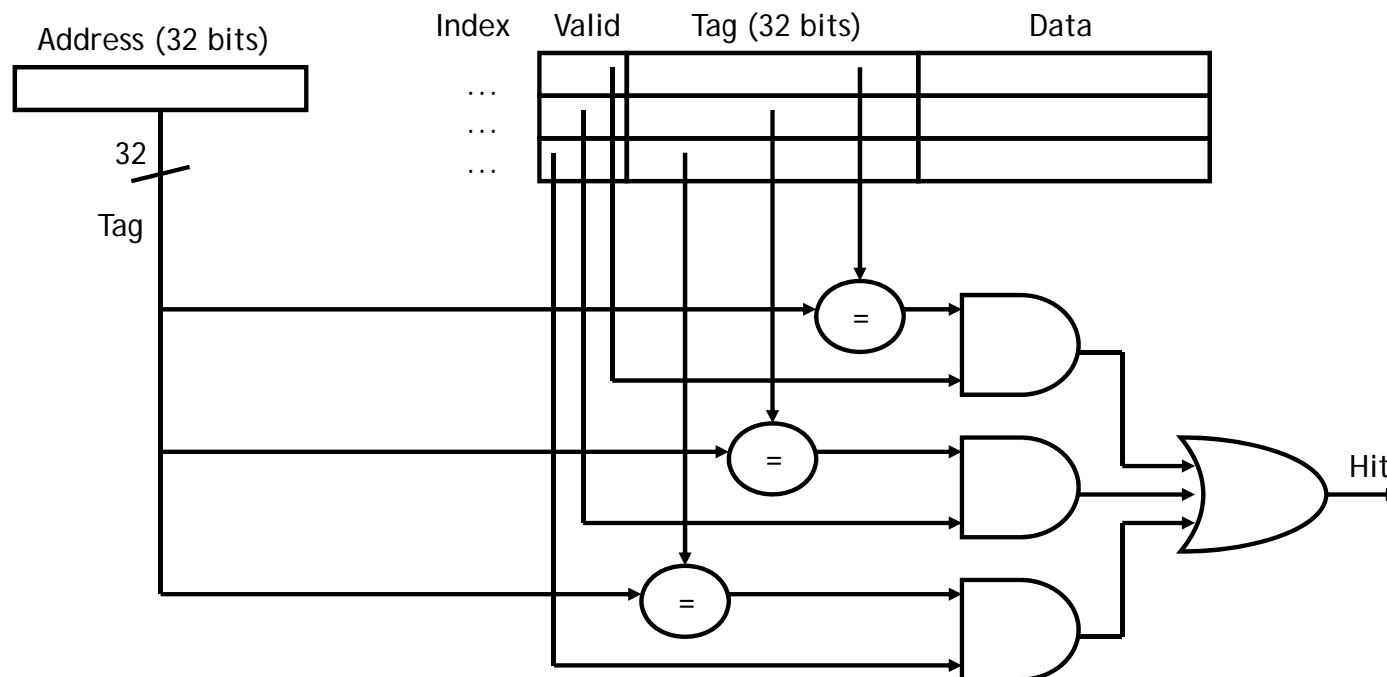 Address (32 bits)
Index Valid Tag (32 bits) Data
...
...
...
32
Tag
=
=
=
Hit